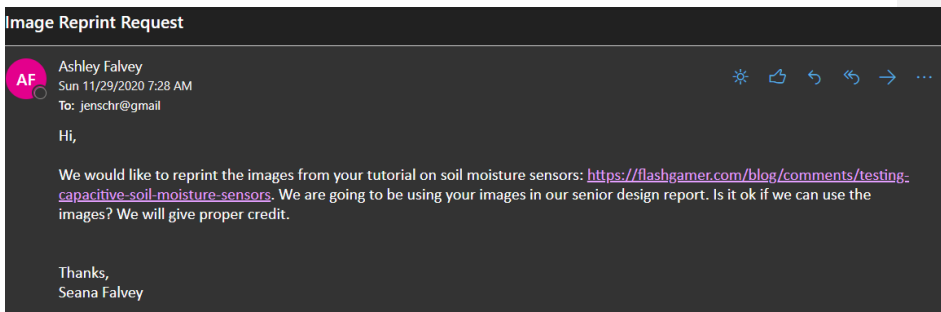 Image Reprint Request
AF
Ashley Falvey
Sun 11/29/2020 7:28 AM
To: jenschr@gmail
Hi,
We would like to reprint the images from your tutorial on soil moisture sensors: https://flashgamer.com/blog/comments/testing-
capacitive-soil-moisture-sensors. We are going to be using your images in our senior design report. Is it ok if we can use the
images? We will give proper credit.
Thanks,
Seana Falvey